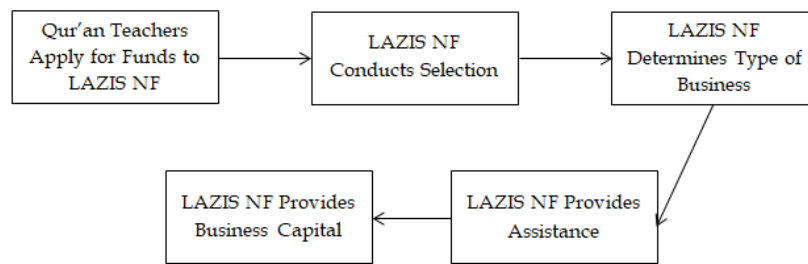 Qur'an Teachers
Apply for Funds to
LAZIS NF
LAZIS NF
Conducts Selection
LAZIS NF
Determines Type of
Business
LAZIS NF Provides
Assistance
LAZIS NF Provides
Business Capital